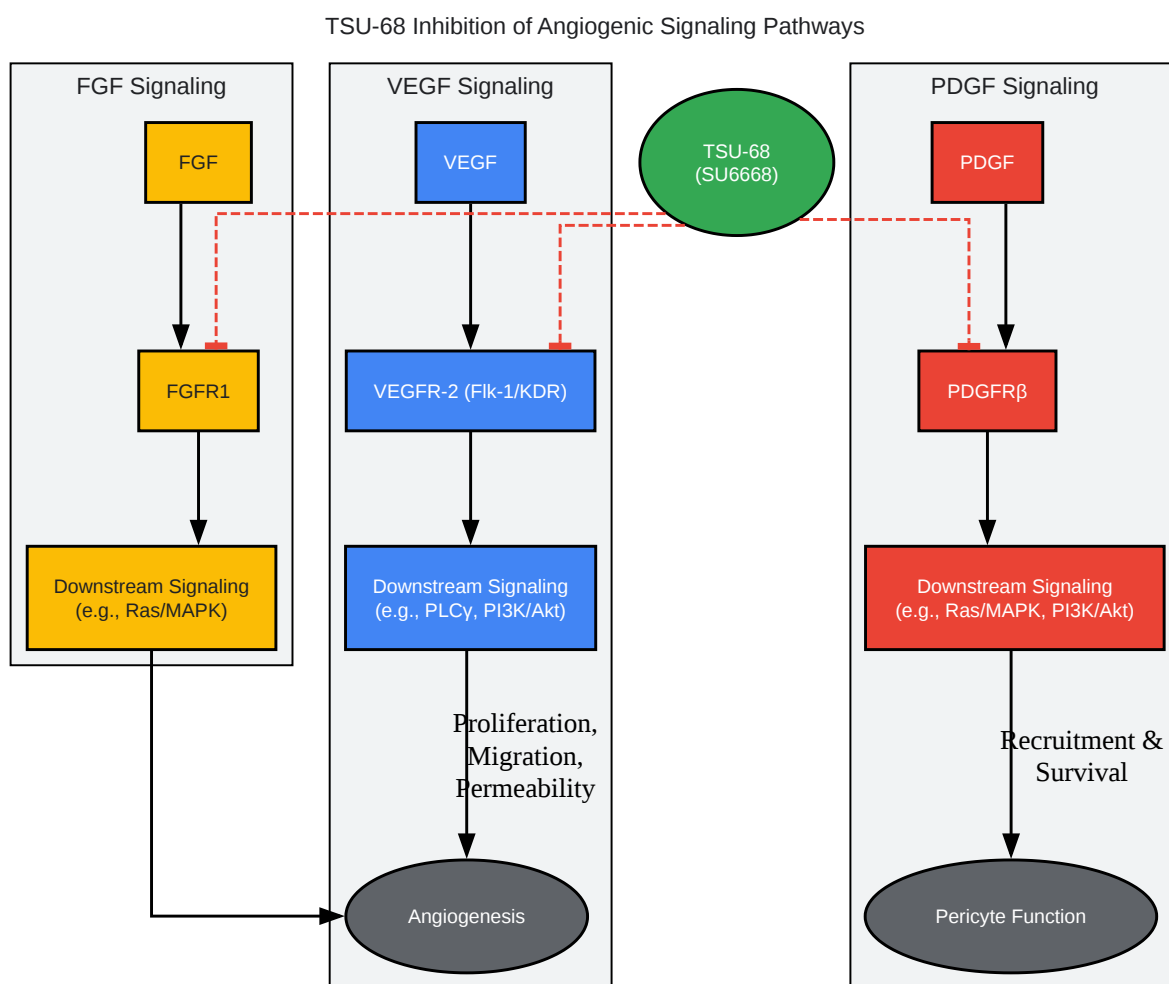 TSU-68 Inhibition of Angiogenic Signaling Pathways
FGF Signaling
VEGF Signaling
PDGF Signaling
FGF
VEGF
TSU-68
(SU6668)
PDGF
FGFR1
VEGFR-2 (Flk-1/KDR)
PDGFRβ
Downstream Signaling
(e.g., Ras/MAPK)
Downstream Signaling
(e.g., PLCγ, PI3K/Akt)
Downstream Signaling
(e.g., Ras/MAPK, PI3K/Akt)
Proliferation,
Migration,
Permeability
Recruitment &
Survival
Angiogenesis
Pericyte Function